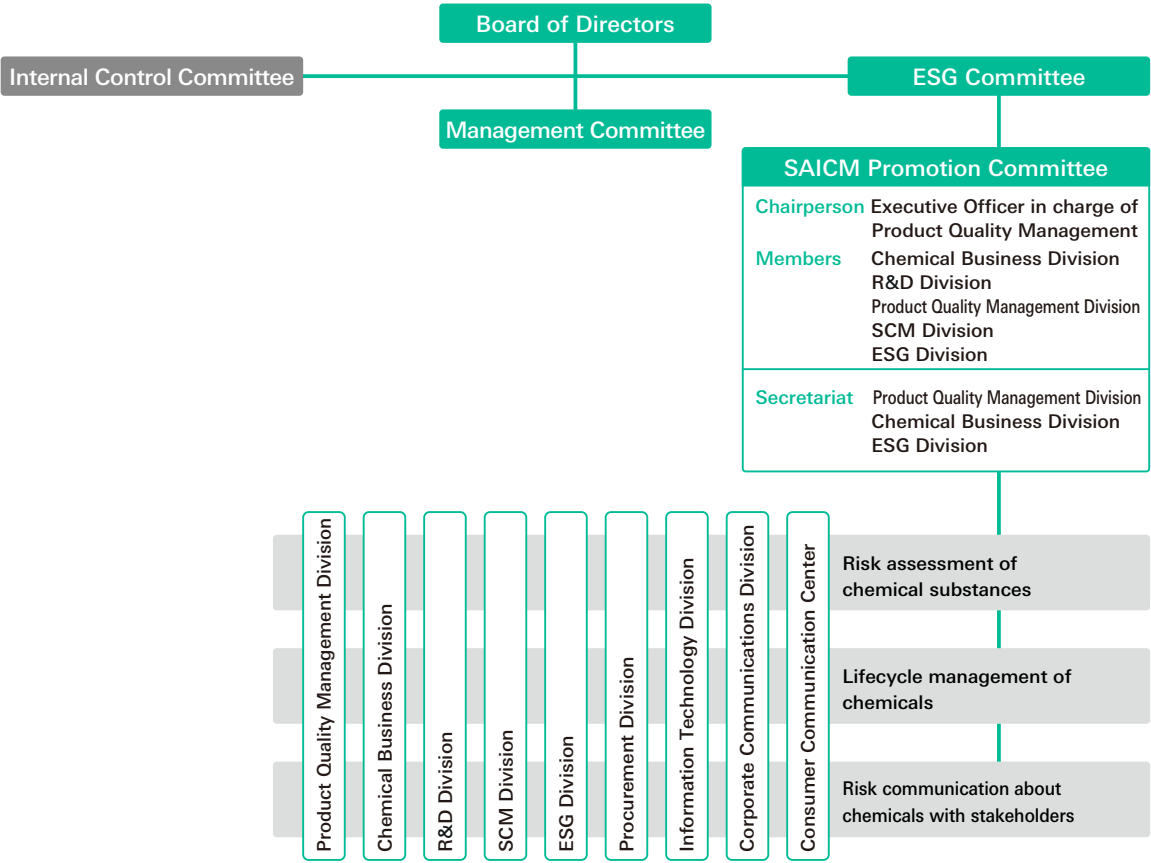 Board of Directors
Internal Control Committee
ESG Committee
Management Committee
SAICM Promotion Committee
Chairperson Executive Officer in charge of
Product Quality Management
Members Chemical Business Division
R&D Division
Product Quality Management Division
SCM Division
ESG Division
Secretariat Product Quality Management Division
Chemical Business Division
ESG Division
Product Quality Management Division
Chemical Business Division
R&D Division
SCM Division
ESG Division
Procurement Division
Information Technology Division
Corporate Communications Division
Consumer Communication Center
Risk assessment of
chemical substances
Lifecycle management of
chemicals
Risk communication about
chemicals with stakeholders